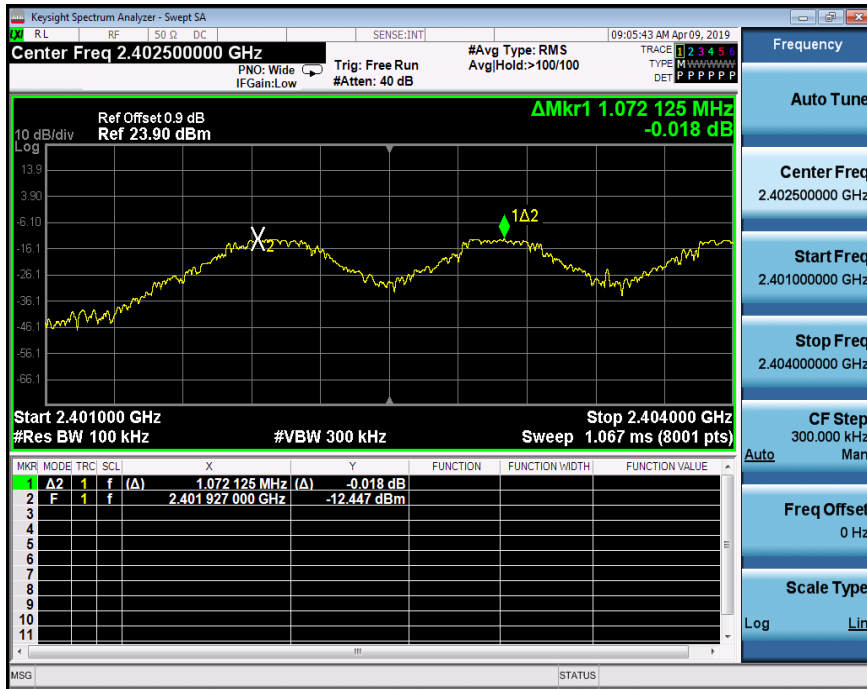 Keysight Spectrum Analyzer - Swept SA
LXI RL RF 50 Ω DC SENSE:INT 09:05:43 AM Apr 09, 2019
Center Freq 2.402500000 GHz
PNO: Wide
IFGain:Low
Trig: Free Run
#Atten: 40 dB
#Avg Type: RMS
Avg|Hold:>100/100
TRACE 1 2 3 4 5 6
TYPE M W W W W W
DET P P P P P P
Ref Offset 0.9 dB
10 dB/div Ref 23.90 dBm
Log
ΔMkr1 1.072 125 MHz
-0.018 dB
13.9
3.90
-6.10
-16.1
-26.1
-36.1
-46.1
-56.1
-66.1
X2
1Δ2
Start 2.401000 GHz Stop 2.404000 GHz
#Res BW 100 kHz #VBW 300 kHz Sweep 1.067 ms (8001 pts)
MKR MODE TRC SCL X Y FUNCTION FUNCTION WIDTH FUNCTION VALUE
1 Δ2 1 f (Δ) 1.072 125 MHz (Δ) -0.018 dB
2 F 1 f 2.401 927 000 GHz -12.447 dBm
3
4
5
6
7
8
9
10
11
MSG STATUS
Frequency
Auto Tune
Center Freq
2.402500000 GHz
Start Freq
2.401000000 GHz
Stop Freq
2.404000000 GHz
CF Step
300.000 kHz
Auto Man
Freq Offset
0 Hz
Scale Type
Log Lin